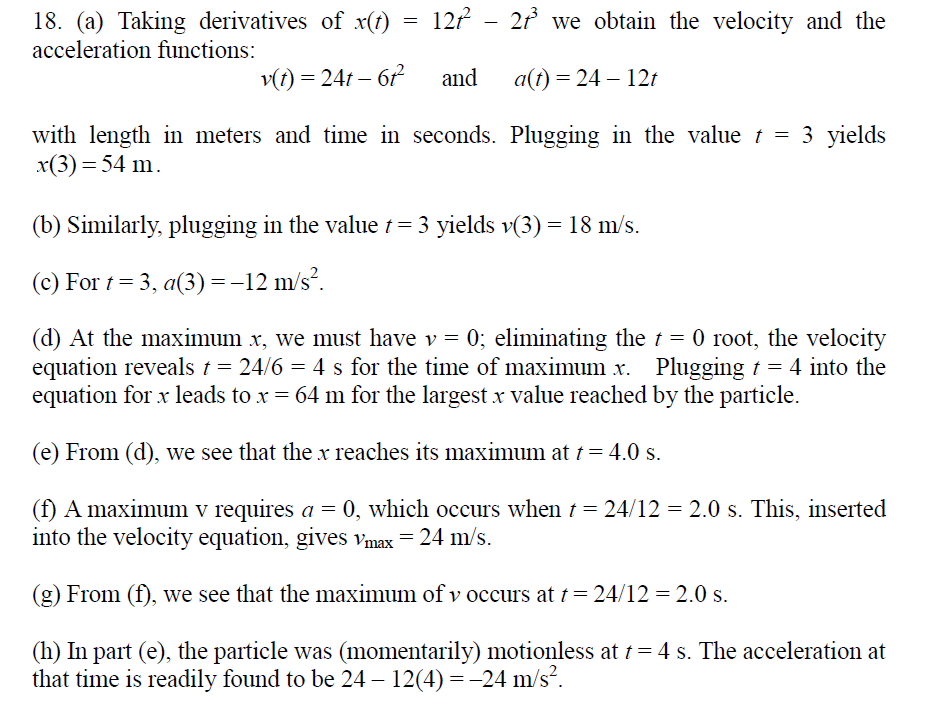 18. (a) Taking derivatives of x(t) = 12t² – 2t³ we obtain the velocity and the
acceleration functions:
v(t) = 24t – 6t² and a(t) = 24 – 12t
with length in meters and time in seconds. Plugging in the value t = 3 yields
x(3) = 54 m.
(b) Similarly, plugging in the value t = 3 yields v(3) = 18 m/s.
(c) For t = 3, a(3) = –12 m/s².
(d) At the maximum x, we must have v = 0; eliminating the t = 0 root, the velocity
equation reveals t = 24/6 = 4 s for the time of maximum x. Plugging t = 4 into the
equation for x leads to x = 64 m for the largest x value reached by the particle.
(e) From (d), we see that the x reaches its maximum at t = 4.0 s.
(f) A maximum v requires a = 0, which occurs when t = 24/12 = 2.0 s. This, inserted
into the velocity equation, gives vmax = 24 m/s.
(g) From (f), we see that the maximum of v occurs at t = 24/12 = 2.0 s.
(h) In part (e), the particle was (momentarily) motionless at t = 4 s. The acceleration at
that time is readily found to be 24 – 12(4) = –24 m/s².